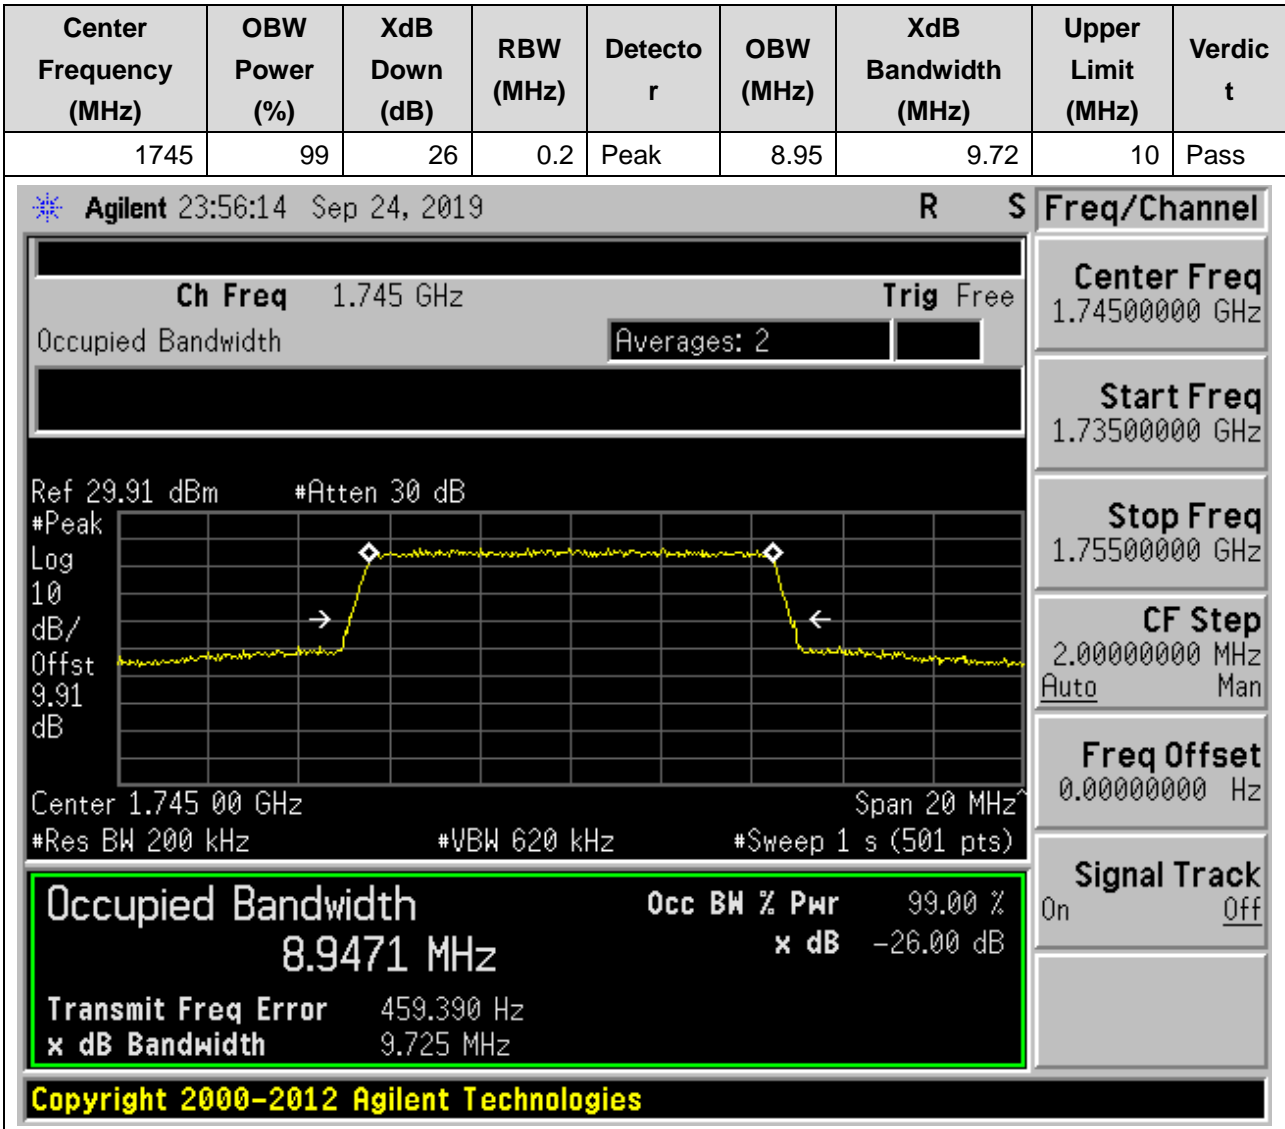 Center Frequency (MHz) OBW Power (%) XdB Down (dB) RBW (MHz) Detecto r OBW (MHz) XdB Bandwidth (MHz) Upper Limit (MHz) Verdic t
1745 99 26 0.2 Peak 8.95 9.72 10 Pass
Agilent 23:56:14 Sep 24, 2019 R S Freq/Channel
Ch Freq 1.745 GHz Trig Free
Occupied Bandwidth Averages: 2
Center Freq
1.74500000 GHz
Start Freq
1.73500000 GHz
Stop Freq
1.75500000 GHz
CF Step
2.00000000 MHz
Auto Man
Freq Offset
0.00000000 Hz
Signal Track
On Off
Ref 29.91 dBm #Atten 30 dB
#Peak
Log
10
dB/
Offst
9.91
dB
Center 1.745 00 GHz Span 20 MHz^
#Res BW 200 kHz #VBW 620 kHz #Sweep 1 s (501 pts)
Occupied Bandwidth Occ BW % Pwr 99.00 %
8.9471 MHz x dB -26.00 dB
Transmit Freq Error 459.390 Hz
x dB Bandwidth 9.725 MHz
Copyright 2000-2012 Agilent Technologies